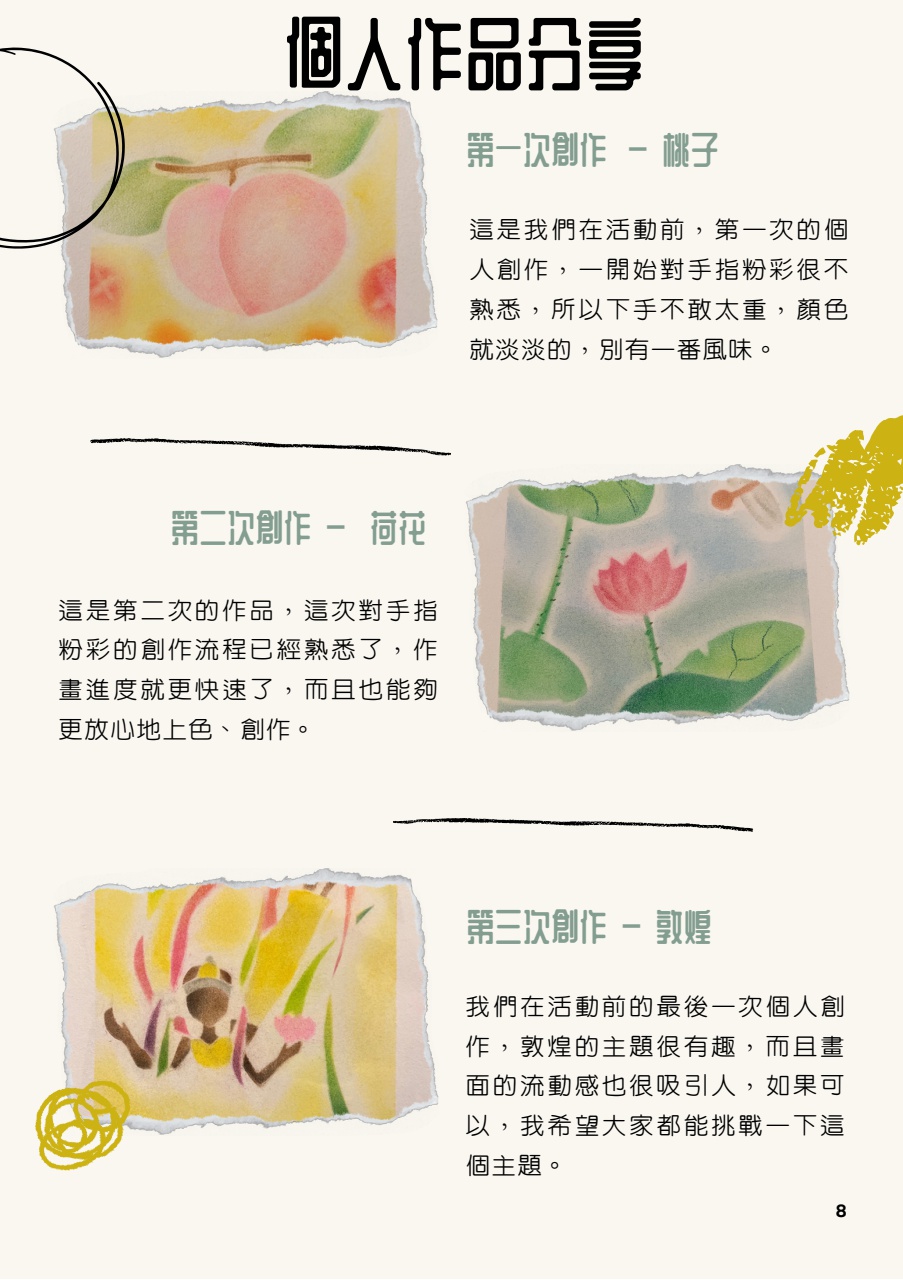 個人作品分享
第一次創作 - 桃子
這是我們在活動前，第一次的個
人創作，一開始對手指粉彩很不
熟悉，所以下手不敢太重，顏色
就淡淡的，別有一番風味。
第二次創作 - 荷花
這是第二次的作品，這次對手指
粉彩的創作流程已經熟悉了，作
畫進度就更快速了，而且也能夠
更放心地上色、創作。
第三次創作 - 敦煌
我們在活動前的最後一次個人創
作，敦煌的主題很有趣，而且畫
面的流動感也很吸引人，如果可
以，我希望大家都能挑戰一下這
個主題。
8